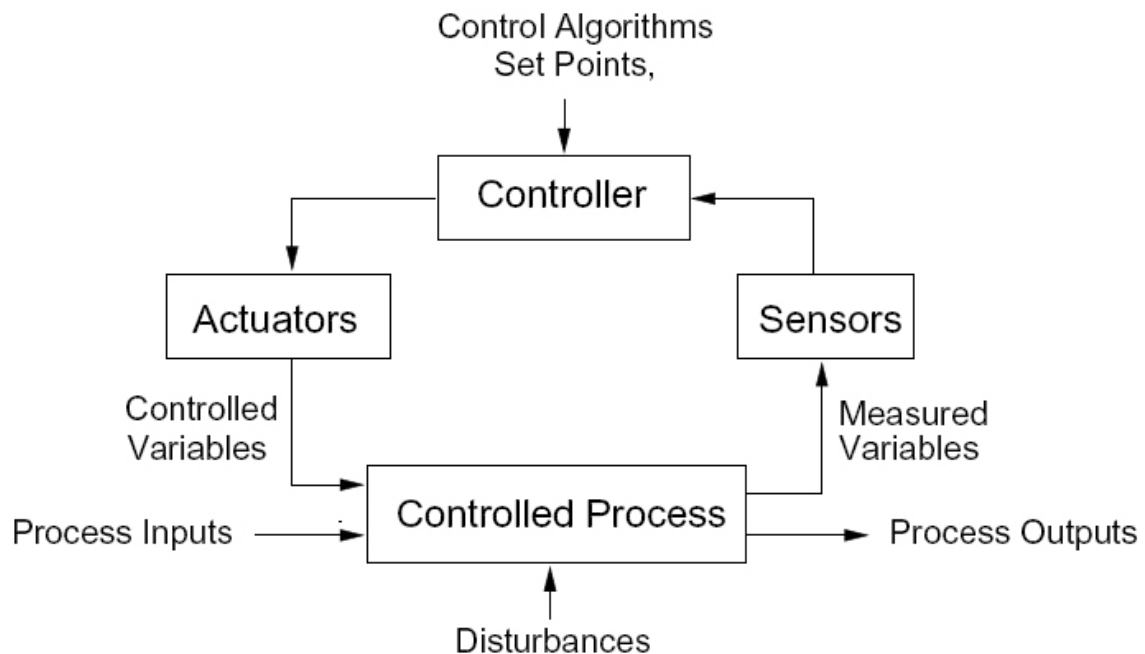 Control Algorithms
Set Points,
Controller
Actuators
Sensors
Controlled
Variables
Measured
Variables
Controlled Process
Process Inputs
Process Outputs
Disturbances